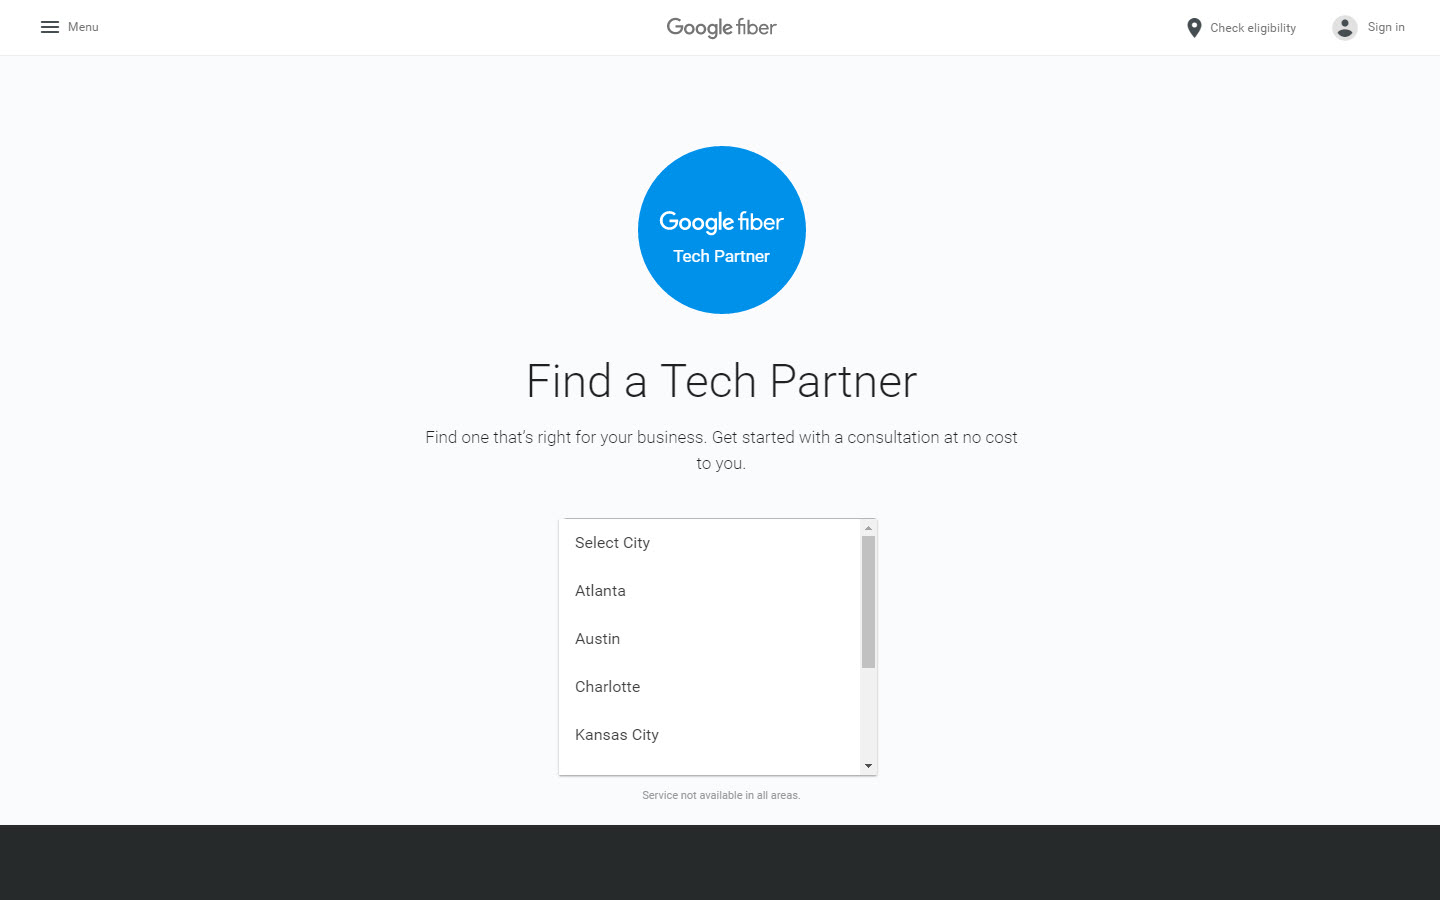 Menu
Google fiber
Check eligibility
Sign in
Google fiber
Tech Partner
Find a Tech Partner
Find one that’s right for your business. Get started with a consultation at no cost
to you.
Select City
Atlanta
Austin
Charlotte
Kansas City
Service not available in all areas.